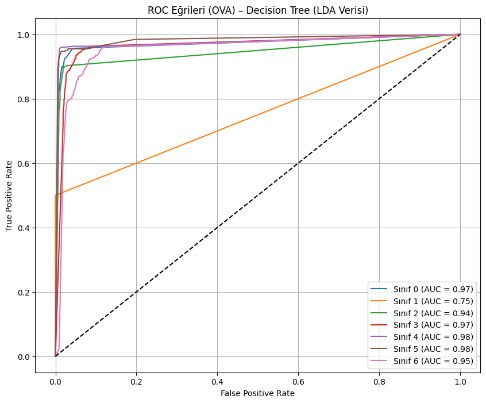 ROC Eğrileri (OVA) – Decision Tree (LDA Verisi)
True Positive Rate
1.0
0.8
0.6
0.4
0.2
0.0
0.0 0.2 0.4 0.6 0.8 1.0
False Positive Rate
Sınıf 0 (AUC = 0.97)
Sınıf 1 (AUC = 0.75)
Sınıf 2 (AUC = 0.94)
Sınıf 3 (AUC = 0.97)
Sınıf 4 (AUC = 0.98)
Sınıf 5 (AUC = 0.98)
Sınıf 6 (AUC = 0.95)